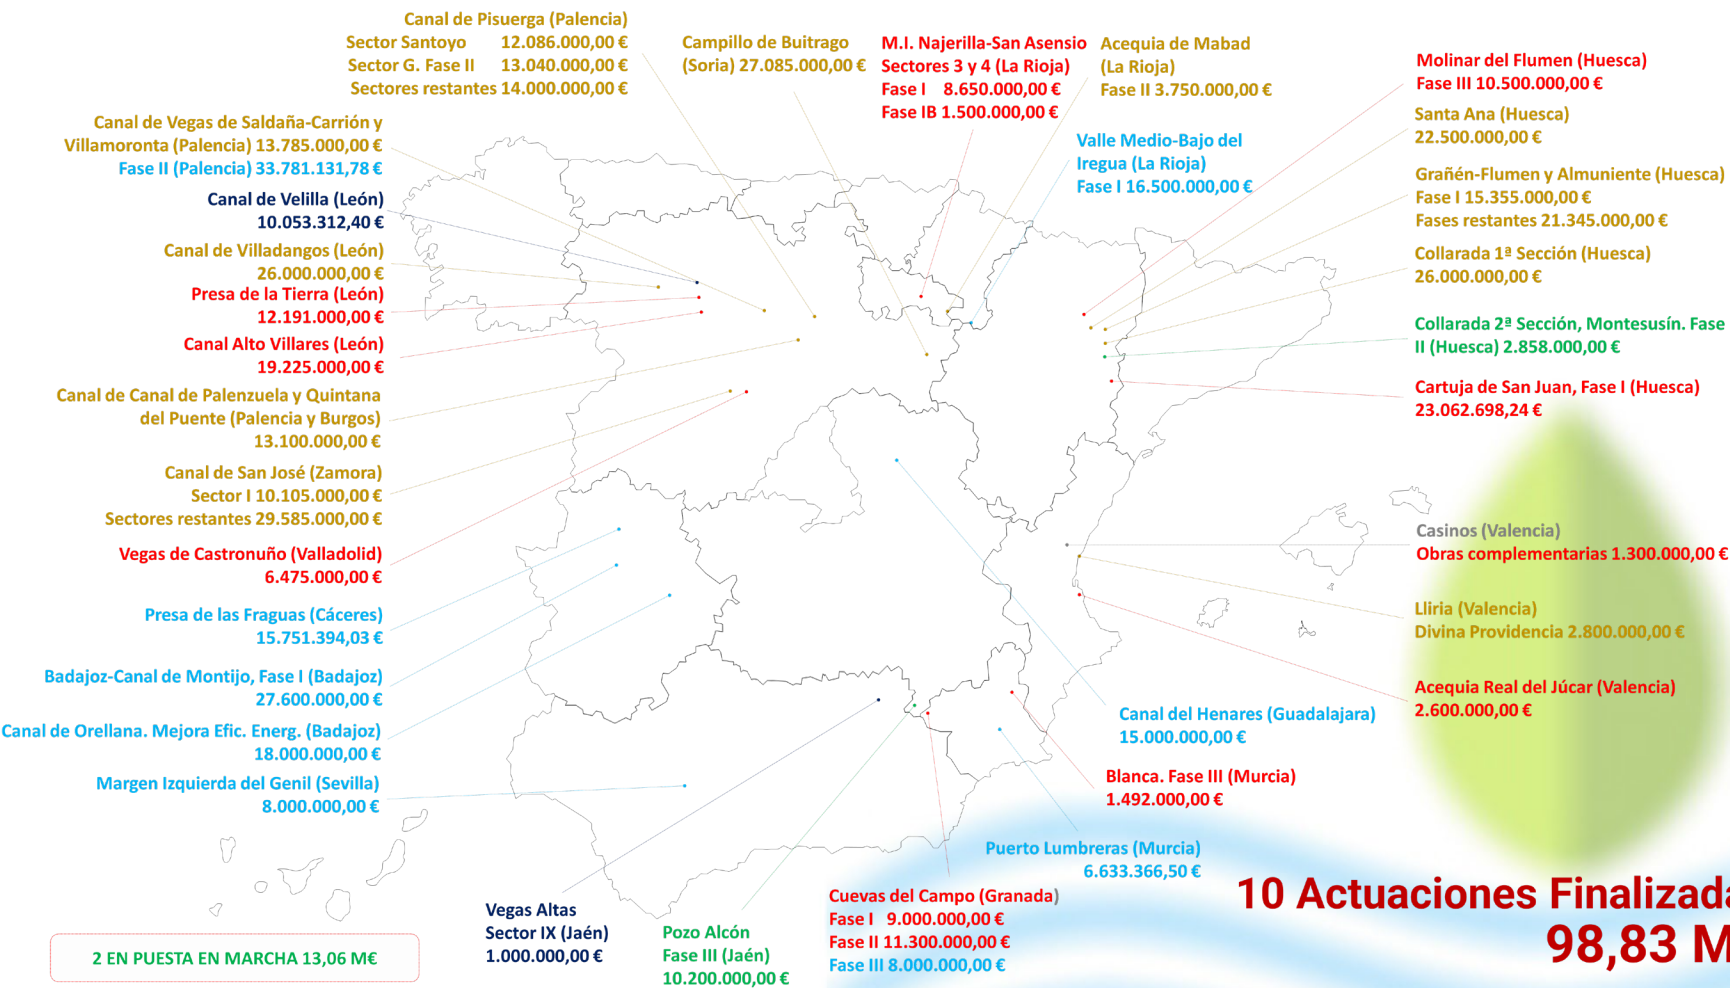 Canal de Pisuerga (Palencia)
Sector Santoyo 12.086.000,00 €
Sector G. Fase II 13.040.000,00 €
Sectores restantes 14.000.000,00 €
Campillo de Buitrago
(Soria) 27.085.000,00 €
M.I. Najerilla-San Asensio
Sectores 3 y 4 (La Rioja)
Fase I 8.650.000,00 €
Fase IB 1.500.000,00 €
Acequia de Mabad
(La Rioja)
Fase II 3.750.000,00 €
Valle Medio-Bajo del
Iregua (La Rioja)
Fase I 16.500.000,00 €
Molinar del Flumen (Huesca)
Fase III 10.500.000,00 €
Santa Ana (Huesca)
22.500.000,00 €
Grañén-Flumen y Almuniente (Huesca)
Fase I 15.355.000,00 €
Fases restantes 21.345.000,00 €
Collarada 1ª Sección (Huesca)
26.000.000,00 €
Collarada 2ª Sección, Montesusín. Fase
II (Huesca) 2.858.000,00 €
Cartuja de San Juan, Fase I (Huesca)
23.062.698,24 €
Canal de Vegas de Saldaña-Carrión y
Villamoronta (Palencia) 13.785.000,00 €
Fase II (Palencia) 33.781.131,78 €
Canal de Velilla (León)
10.053.312,40 €
Canal de Villadangos (León)
26.000.000,00 €
Presa de la Tierra (León)
12.191.000,00 €
Canal Alto Villares (León)
19.225.000,00 €
Canal de Canal de Palenzuela y Quintana
del Puente (Palencia y Burgos)
13.100.000,00 €
Canal de San José (Zamora)
Sector I 10.105.000,00 €
Sectores restantes 29.585.000,00 €
Vegas de Castronuño (Valladolid)
6.475.000,00 €
Presa de las Fraguas (Cáceres)
15.751.394,03 €
Badajoz-Canal de Montijo, Fase I (Badajoz)
27.600.000,00 €
Canal de Orellana. Mejora Efic. Energ. (Badajoz)
18.000.000,00 €
Margen Izquierda del Genil (Sevilla)
8.000.000,00 €
Casinos (Valencia)
Obras complementarias 1.300.000,00 €
Lliria (Valencia)
Divina Providencia 2.800.000,00 €
Acequia Real del Júcar (Valencia)
2.600.000,00 €
Canal del Henares (Guadalajara)
15.000.000,00 €
Blanca. Fase III (Murcia)
1.492.000,00 €
Puerto Lumbreras (Murcia)
6.633.366,50 €
Cuevas del Campo (Granada)
Fase I 9.000.000,00 €
Fase II 11.300.000,00 €
Fase III 8.000.000,00 €
Pozo Alcón
Fase III (Jaén)
10.200.000,00 €
Vegas Altas
Sector IX (Jaén)
1.000.000,00 €
2 EN PUESTA EN MARCHA 13,06 M€
10 Actuaciones Finalizada
98,83 M